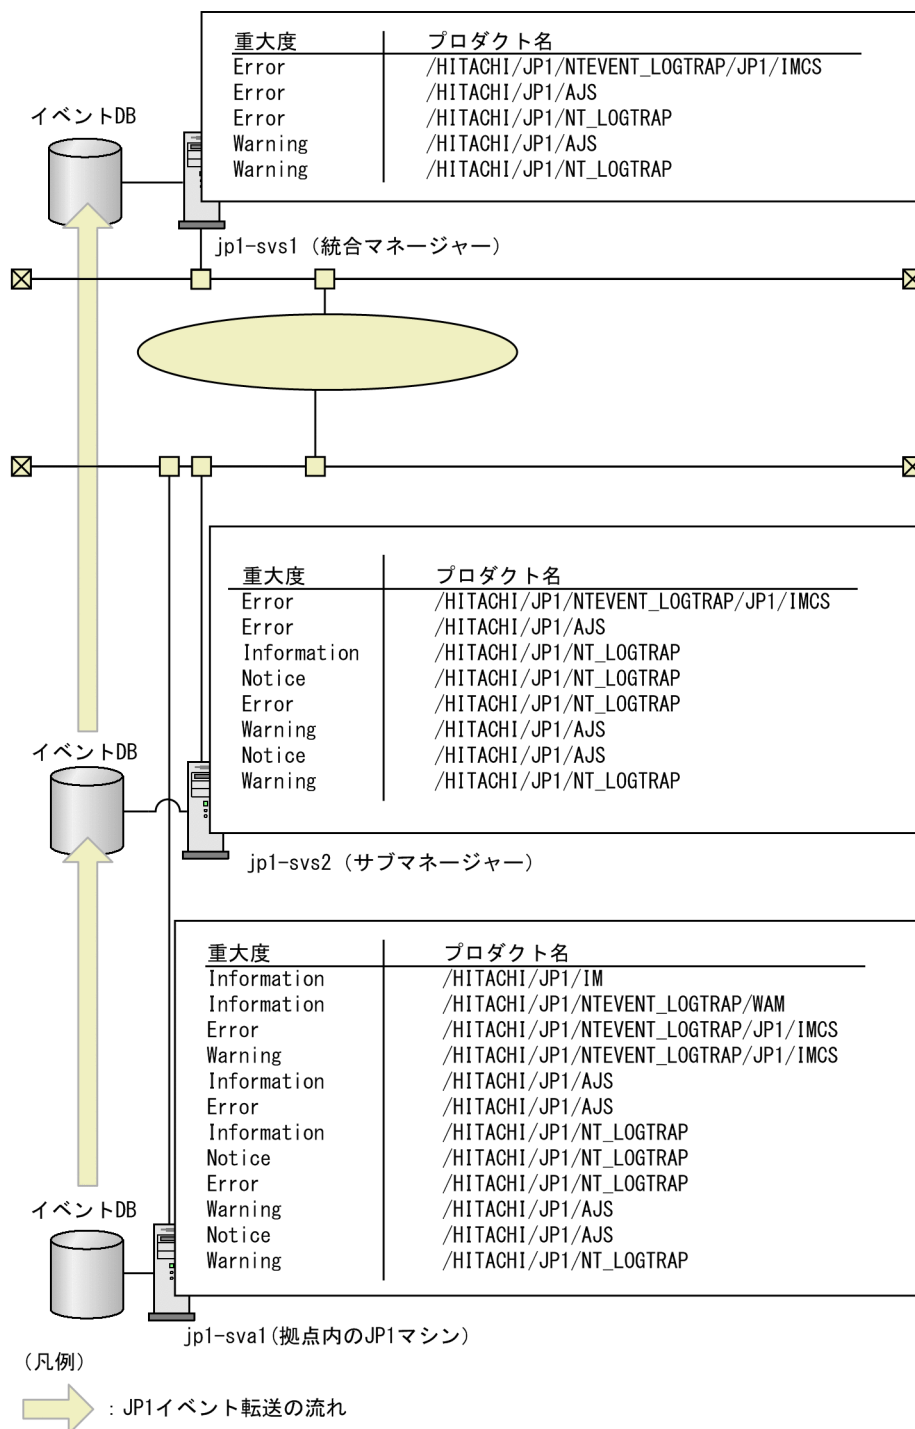 重大度 プロダクト名
Error /HITACHI/JP1/NTEVENT_LOGTRAP/JP1/IMCS
Error /HITACHI/JP1/AJS
Error /HITACHI/JP1/NT_LOGTRAP
Warning /HITACHI/JP1/AJS
Warning /HITACHI/JP1/NT_LOGTRAP
イベントDB
jp1-svs1（統合マネージャー）
重大度 プロダクト名
Error /HITACHI/JP1/NTEVENT_LOGTRAP/JP1/IMCS
Error /HITACHI/JP1/AJS
Information /HITACHI/JP1/NT_LOGTRAP
Notice /HITACHI/JP1/NT_LOGTRAP
Error /HITACHI/JP1/NT_LOGTRAP
Warning /HITACHI/JP1/AJS
Notice /HITACHI/JP1/AJS
Warning /HITACHI/JP1/NT_LOGTRAP
イベントDB
jp1-svs2（サブマネージャー）
重大度 プロダクト名
Information /HITACHI/JP1/IM
Information /HITACHI/JP1/NTEVENT_LOGTRAP/WAM
Error /HITACHI/JP1/NTEVENT_LOGTRAP/JP1/IMCS
Warning /HITACHI/JP1/NTEVENT_LOGTRAP/JP1/IMCS
Information /HITACHI/JP1/AJS
Error /HITACHI/JP1/AJS
Information /HITACHI/JP1/NT_LOGTRAP
Notice /HITACHI/JP1/NT_LOGTRAP
Error /HITACHI/JP1/NT_LOGTRAP
Warning /HITACHI/JP1/AJS
Notice /HITACHI/JP1/AJS
Warning /HITACHI/JP1/NT_LOGTRAP
イベントDB
jp1-sva1(拠点内のJP1マシン）
（凡例）
：JP1イベント転送の流れ